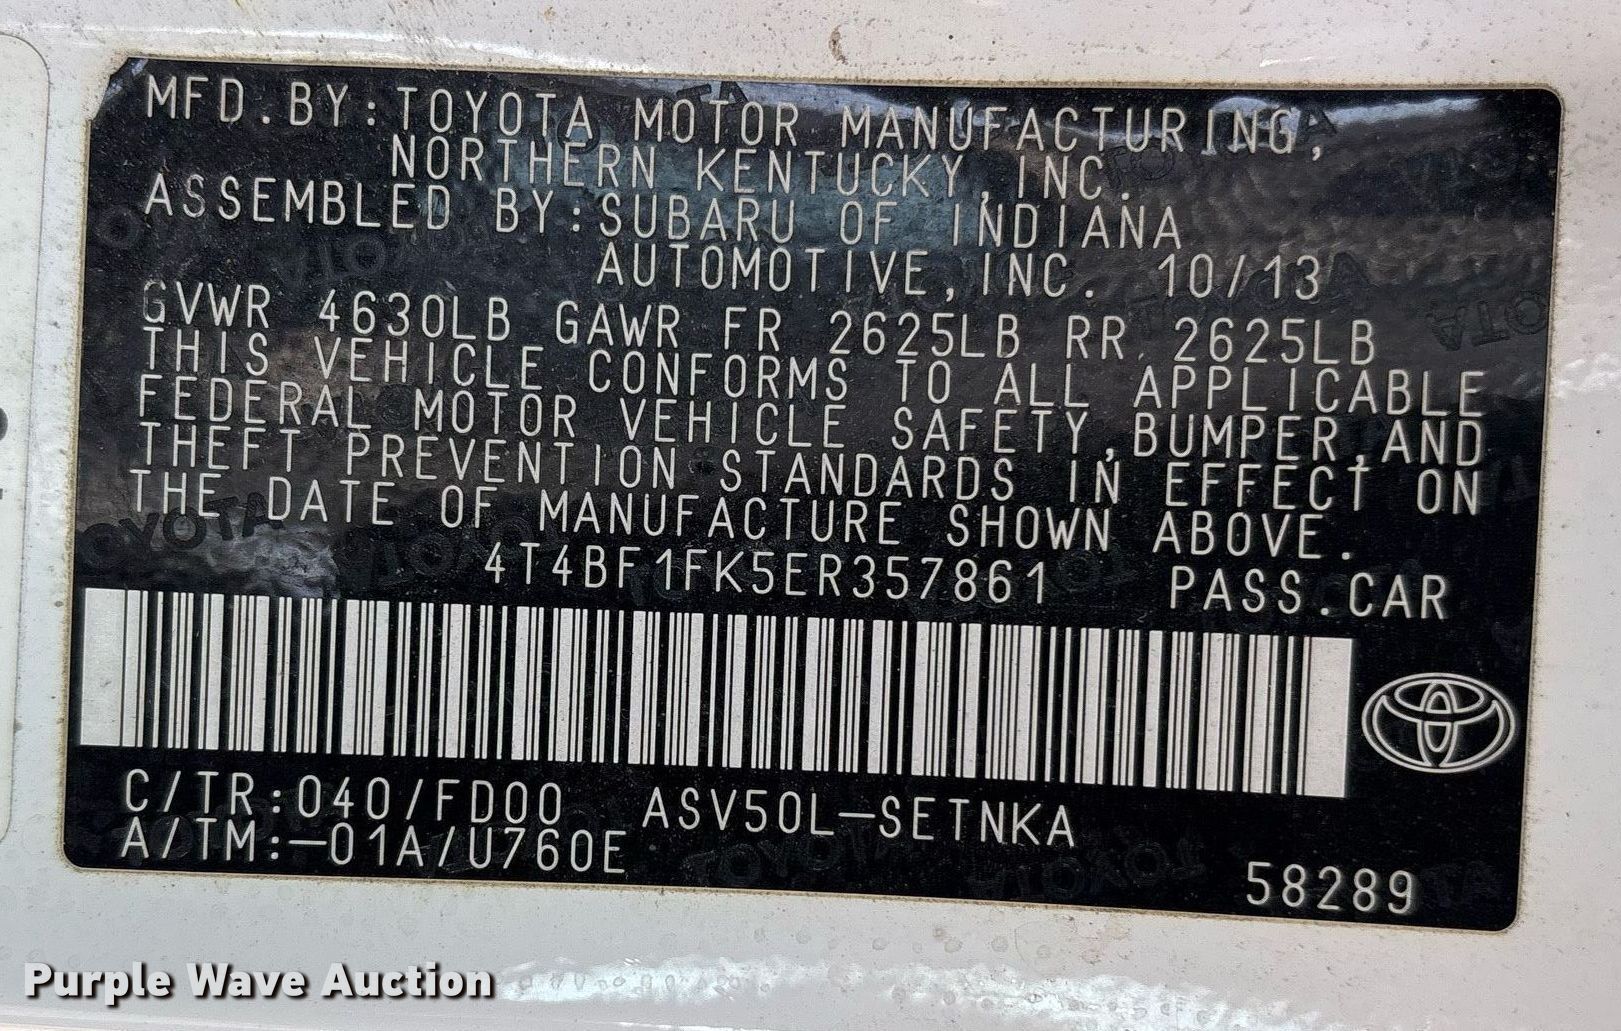 MFD.BY:TOYOTA MOTOR MANUFACTURING,
NORTHERN KENTUCKY,INC.
ASSEMBLED BY:SUBARU OF INDIANA
AUTOMOTIVE,INC. 10/13
GVWR 4630LB GAWR FR 2625LB RR 2625LB
THIS VEHICLE CONFORMS TO ALL APPLICABLE
FEDERAL MOTOR VEHICLE SAFETY,BUMPER,AND
THEFT PREVENTION STANDARDS IN EFFECT ON
THE DATE OF MANUFACTURE SHOWN ABOVE.
4T4BF1FK5ER357861 PASS.CAR
C/TR:040/FD00 ASV50L-SETNKA
A/TM:-01A/U760E
58289
Purple Wave Auction